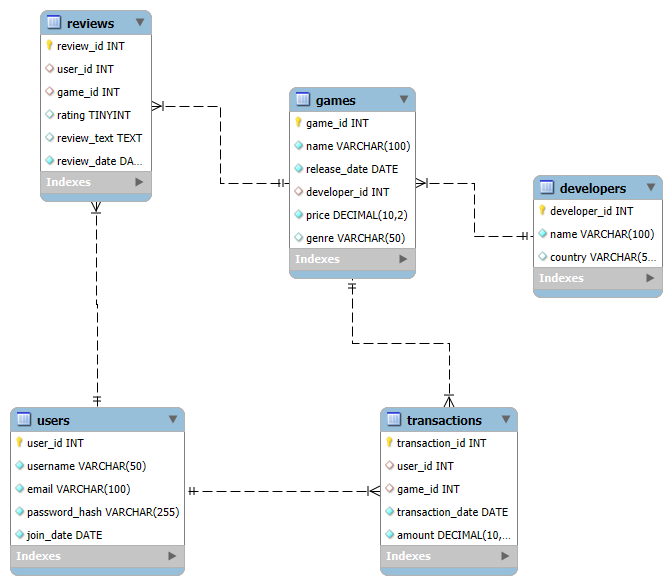 reviews
review_id INT
user_id INT
game_id INT
rating TINYINT
review_text TEXT
review_date DA...
Indexes
games
game_id INT
name VARCHAR(100)
release_date DATE
developer_id INT
price DECIMAL(10,2)
genre VARCHAR(50)
Indexes
developers
developer_id INT
name VARCHAR(100)
country VARCHAR(5...
Indexes
users
user_id INT
username VARCHAR(50)
email VARCHAR(100)
password_hash VARCHAR(255)
join_date DATE
Indexes
transactions
transaction_id INT
user_id INT
game_id INT
transaction_date DATE
amount DECIMAL(10,...
Indexes